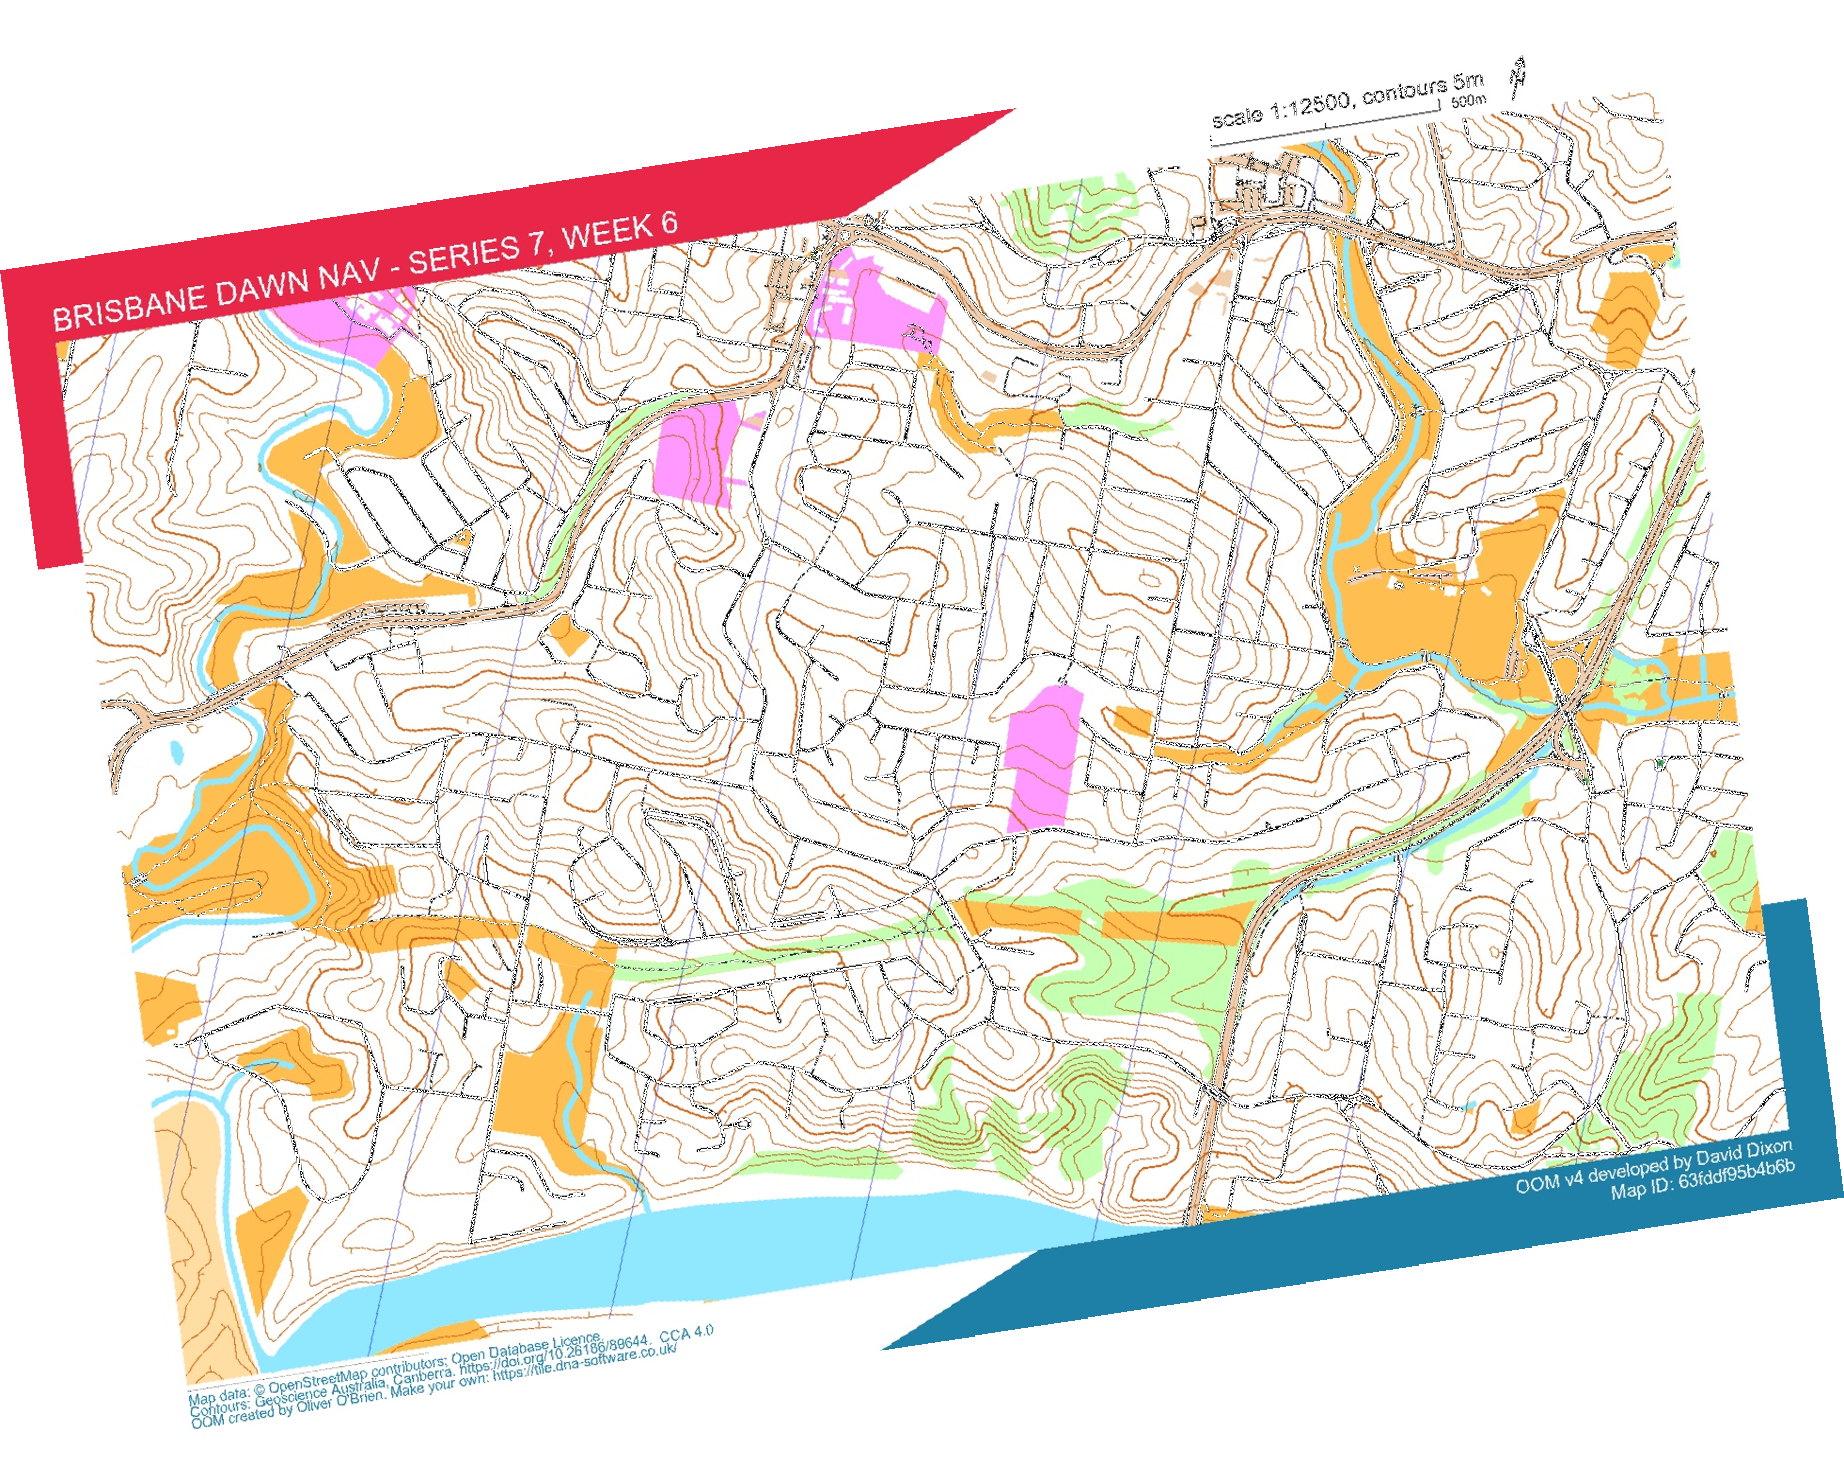 scale 1:12500, contours 5m
500m
BRISBANE DAWN NAV - SERIES 7, WEEK 6
OOM v4 developed by David Dixon
Map ID: 63fddf95b4b6b
Map data: © OpenStreetMap contributors; Open Database Licence.
Contours: Geoscience Australia, Canberra. https://doi.org/10.26186/89644. CCA 4.0
OOM created by Oliver O'Brien. Make your own: https://tile.dna-software.co.uk/